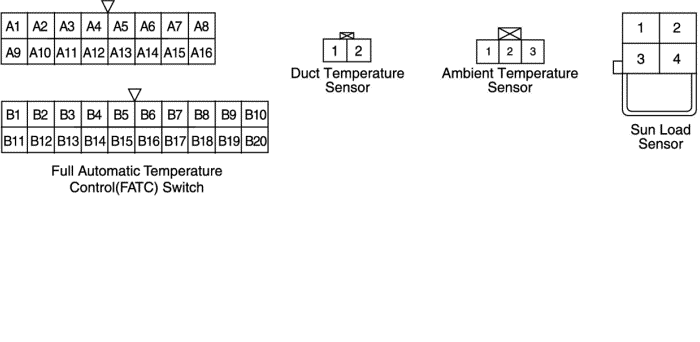 A1 A2 A3 A4 A5 A6 A7 A8
A9 A10 A11 A12 A13 A14 A15 A16
B1 B2 B3 B4 B5 B6 B7 B8 B9 B10
B11 B12 B13 B14 B15 B16 B17 B18 B19 B20
Full Automatic Temperature
Control(FATC) Switch
1 2
Duct Temperature
Sensor
1 2 3
Ambient Temperature
Sensor
1 2
3 4
Sun Load
Sensor